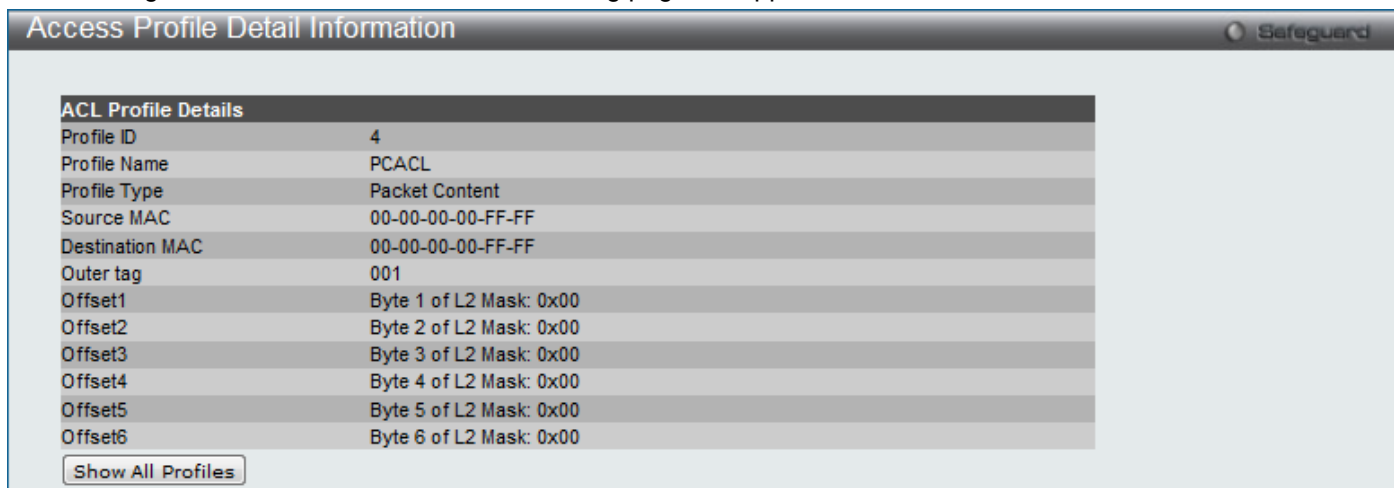 Access Profile Detail Information
Safeguard
ACL Profile Details
Profile ID 4
Profile Name PCACL
Profile Type Packet Content
Source MAC 00-00-00-00-FF-FF
Destination MAC 00-00-00-00-FF-FF
Outer tag 001
Offset1 Byte 1 of L2 Mask: 0x00
Offset2 Byte 2 of L2 Mask: 0x00
Offset3 Byte 3 of L2 Mask: 0x00
Offset4 Byte 4 of L2 Mask: 0x00
Offset5 Byte 5 of L2 Mask: 0x00
Offset6 Byte 6 of L2 Mask: 0x00
Show All Profiles